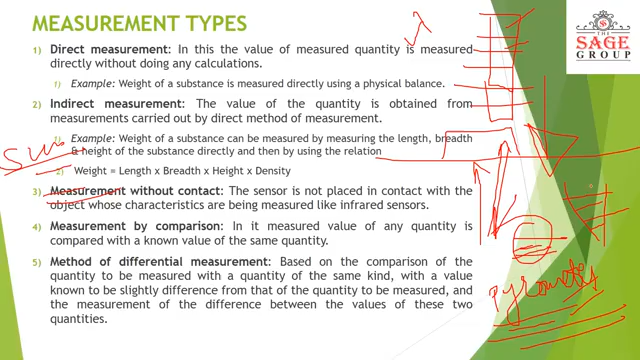 MEASUREMENT TYPES
THE
SAGE
GROUP
1) Direct measurement: In this the value of measured quantity is measured
directly without doing any calculations.
1) Example: Weight of a substance is measured directly using a physical balance.
2) Indirect measurement: The value of the quantity is obtained from
measurements carried out by direct method of measurement.
1) Example: Weight of a substance can be measured by measuring the length, breadth
& height of the substance directly and then by using the relation
2) Weight = Length x Breadth x Height x Density
3) Measurement without contact: The sensor is not placed in contact with the
object whose characteristics are being measured like infrared sensors.
4) Measurement by comparison: In it measured value of any quantity is
compared with a known value of the same quantity.
5) Method of differential measurement: Based on the comparison of the
quantity to be measured with a quantity of the same kind, with a value
known to be slightly difference from that of the quantity to be measured, and
and the measurement of the difference between the values of these two
quantities.